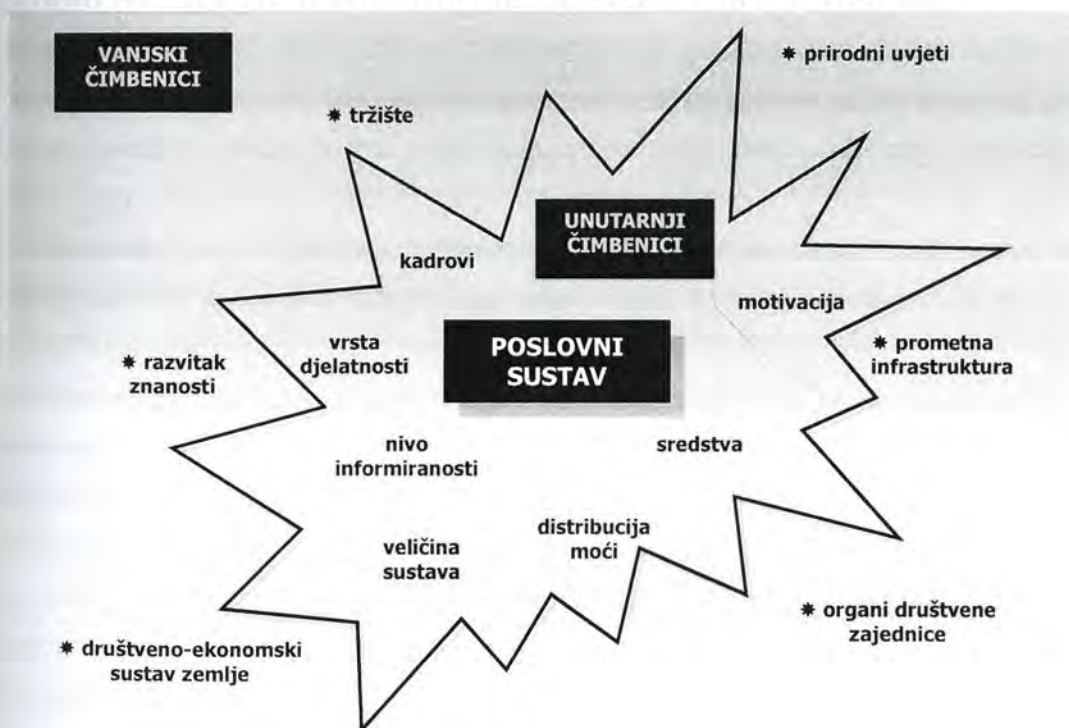 VANJSKI
ČIMBENICI
* prirodni uvjeti
* tržište
UNUTARNJI
ČIMBENICI
kadrovi
motivacija
POSLOVNI
SUSTAV
vrsta
djelatnosti
* razvitak
znanosti
* prometna
infrastruktura
nivo
informiranosti
sredstva
distribucija
moći
veličina
sustava
* organi društvene
zajednice
* društveno-ekonomski
sustav zemlje